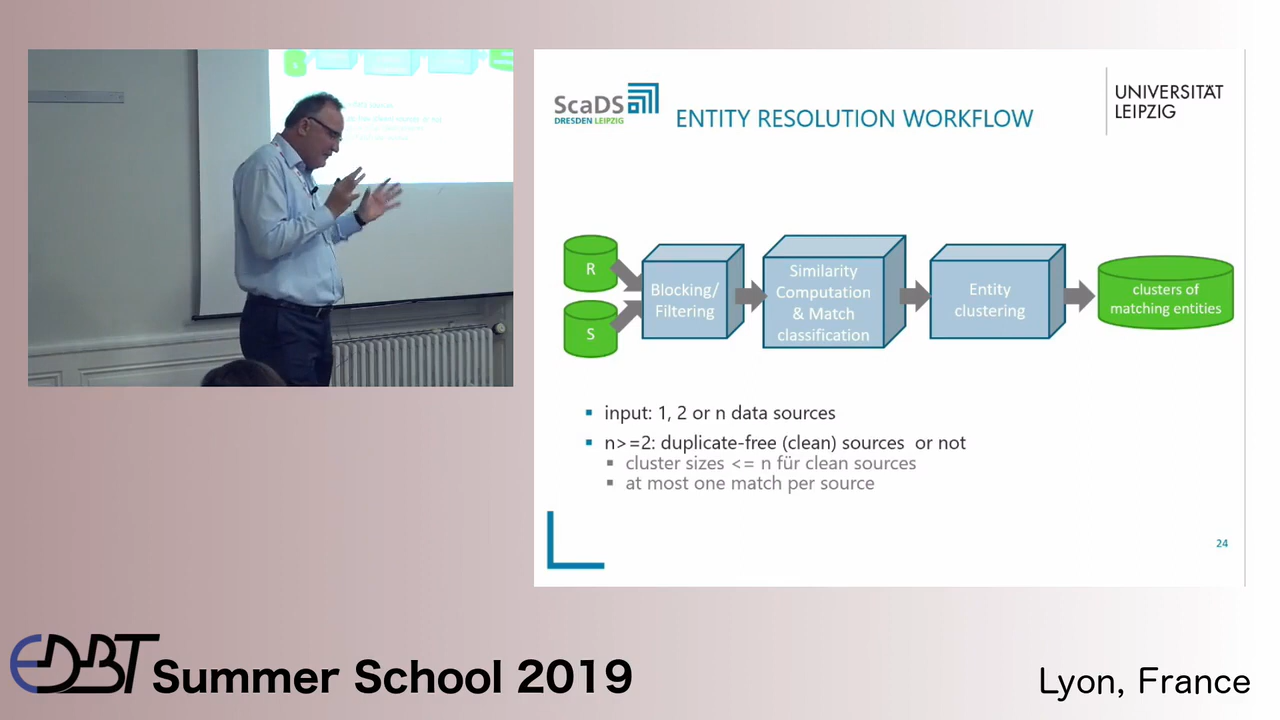 ScaDS
DRESDEN LEIPZIG
ENTITY RESOLUTION WORKFLOW
UNIVERSITÄT
LEIPZIG
R
S
Blocking/
Filtering
Similarity
Computation
& Match
classification
Entity
clustering
clusters of
matching entities
input: 1, 2 or n data sources
n>=2: duplicate-free (clean) sources or not
cluster sizes <= n für clean sources
at most one match per source
24
EDBT Summer School 2019
Lyon, France